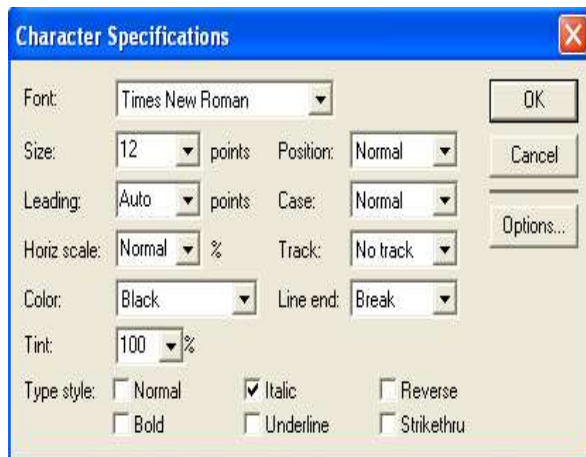 Character Specifications
Font: Times New Roman OK
Size: 12 points Position: Normal Cancel
Leading: Auto points Case: Normal Options...
Horiz scale: Normal % Track: No track
Color: Black Line end: Break
Tint: 100 %
Type style: Normal Italic Reverse
Bold Underline Strikethru